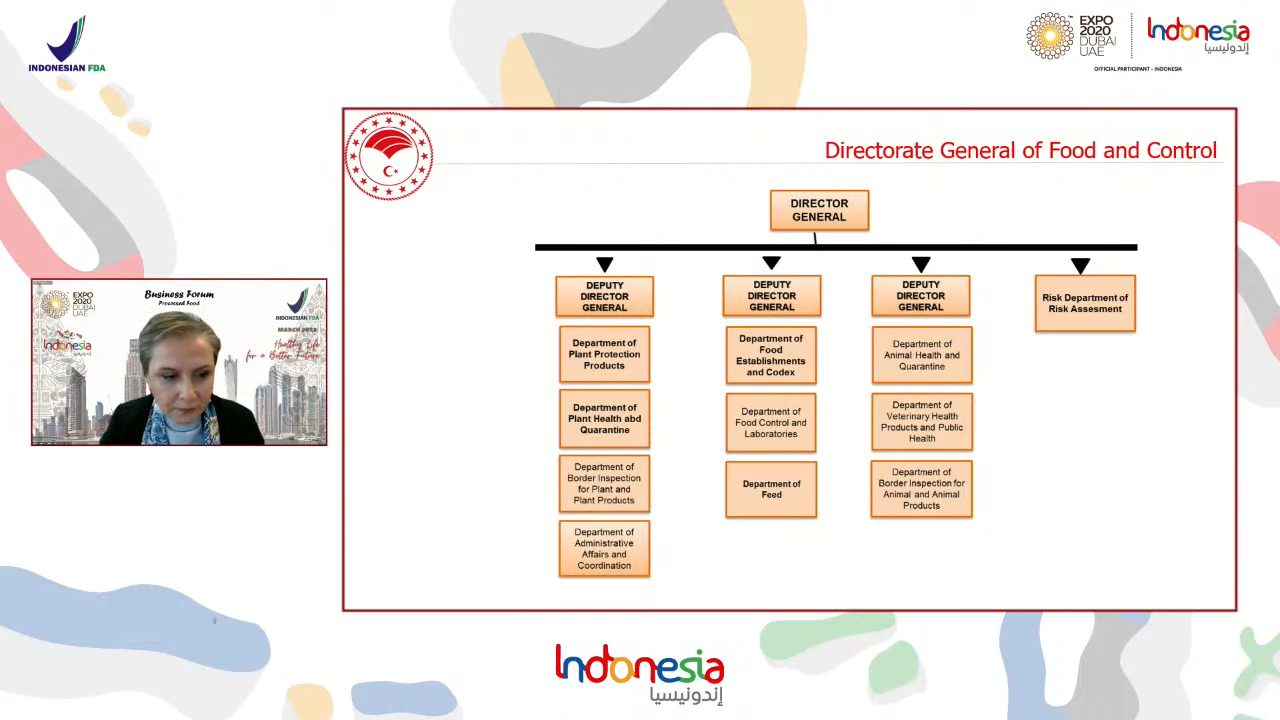 INDONESIAN FDA
EXPO
2020
DUBAI
UAE
Indonesia
إندونيسيا
OFFICIAL PARTICIPANT - INDONESIA
Directorate General of Food and Control
DIRECTOR
GENERAL
DEPUTY
DIRECTOR
GENERAL
Department of
Plant Protection
Products
Department of
Plant Health abd
Quarantine
Department of
Border Inspection
for Plant and
Plant Products
Department of
Administrative
Affairs and
Coordination
DEPUTY
DIRECTOR
GENERAL
Department of
Food
Establishments
and Codex
Department of
Food Control and
Laboratories
Department of
Feed
DEPUTY
DIRECTOR
GENERAL
Department of
Animal Health and
Quarantine
Department of
Veterinary Health
Products and Public
Health
Department of
Border Inspection for
Animal and Animal
Products
Risk Department of
Risk Assesment
EXPO
2020
DUBAI
UAE
Indonesia
Business Forum
Processed Food
INDONESIAN FDA
MARCH 2022
Healthy Life
for a Better Future
Indonesia
إندونيسيا